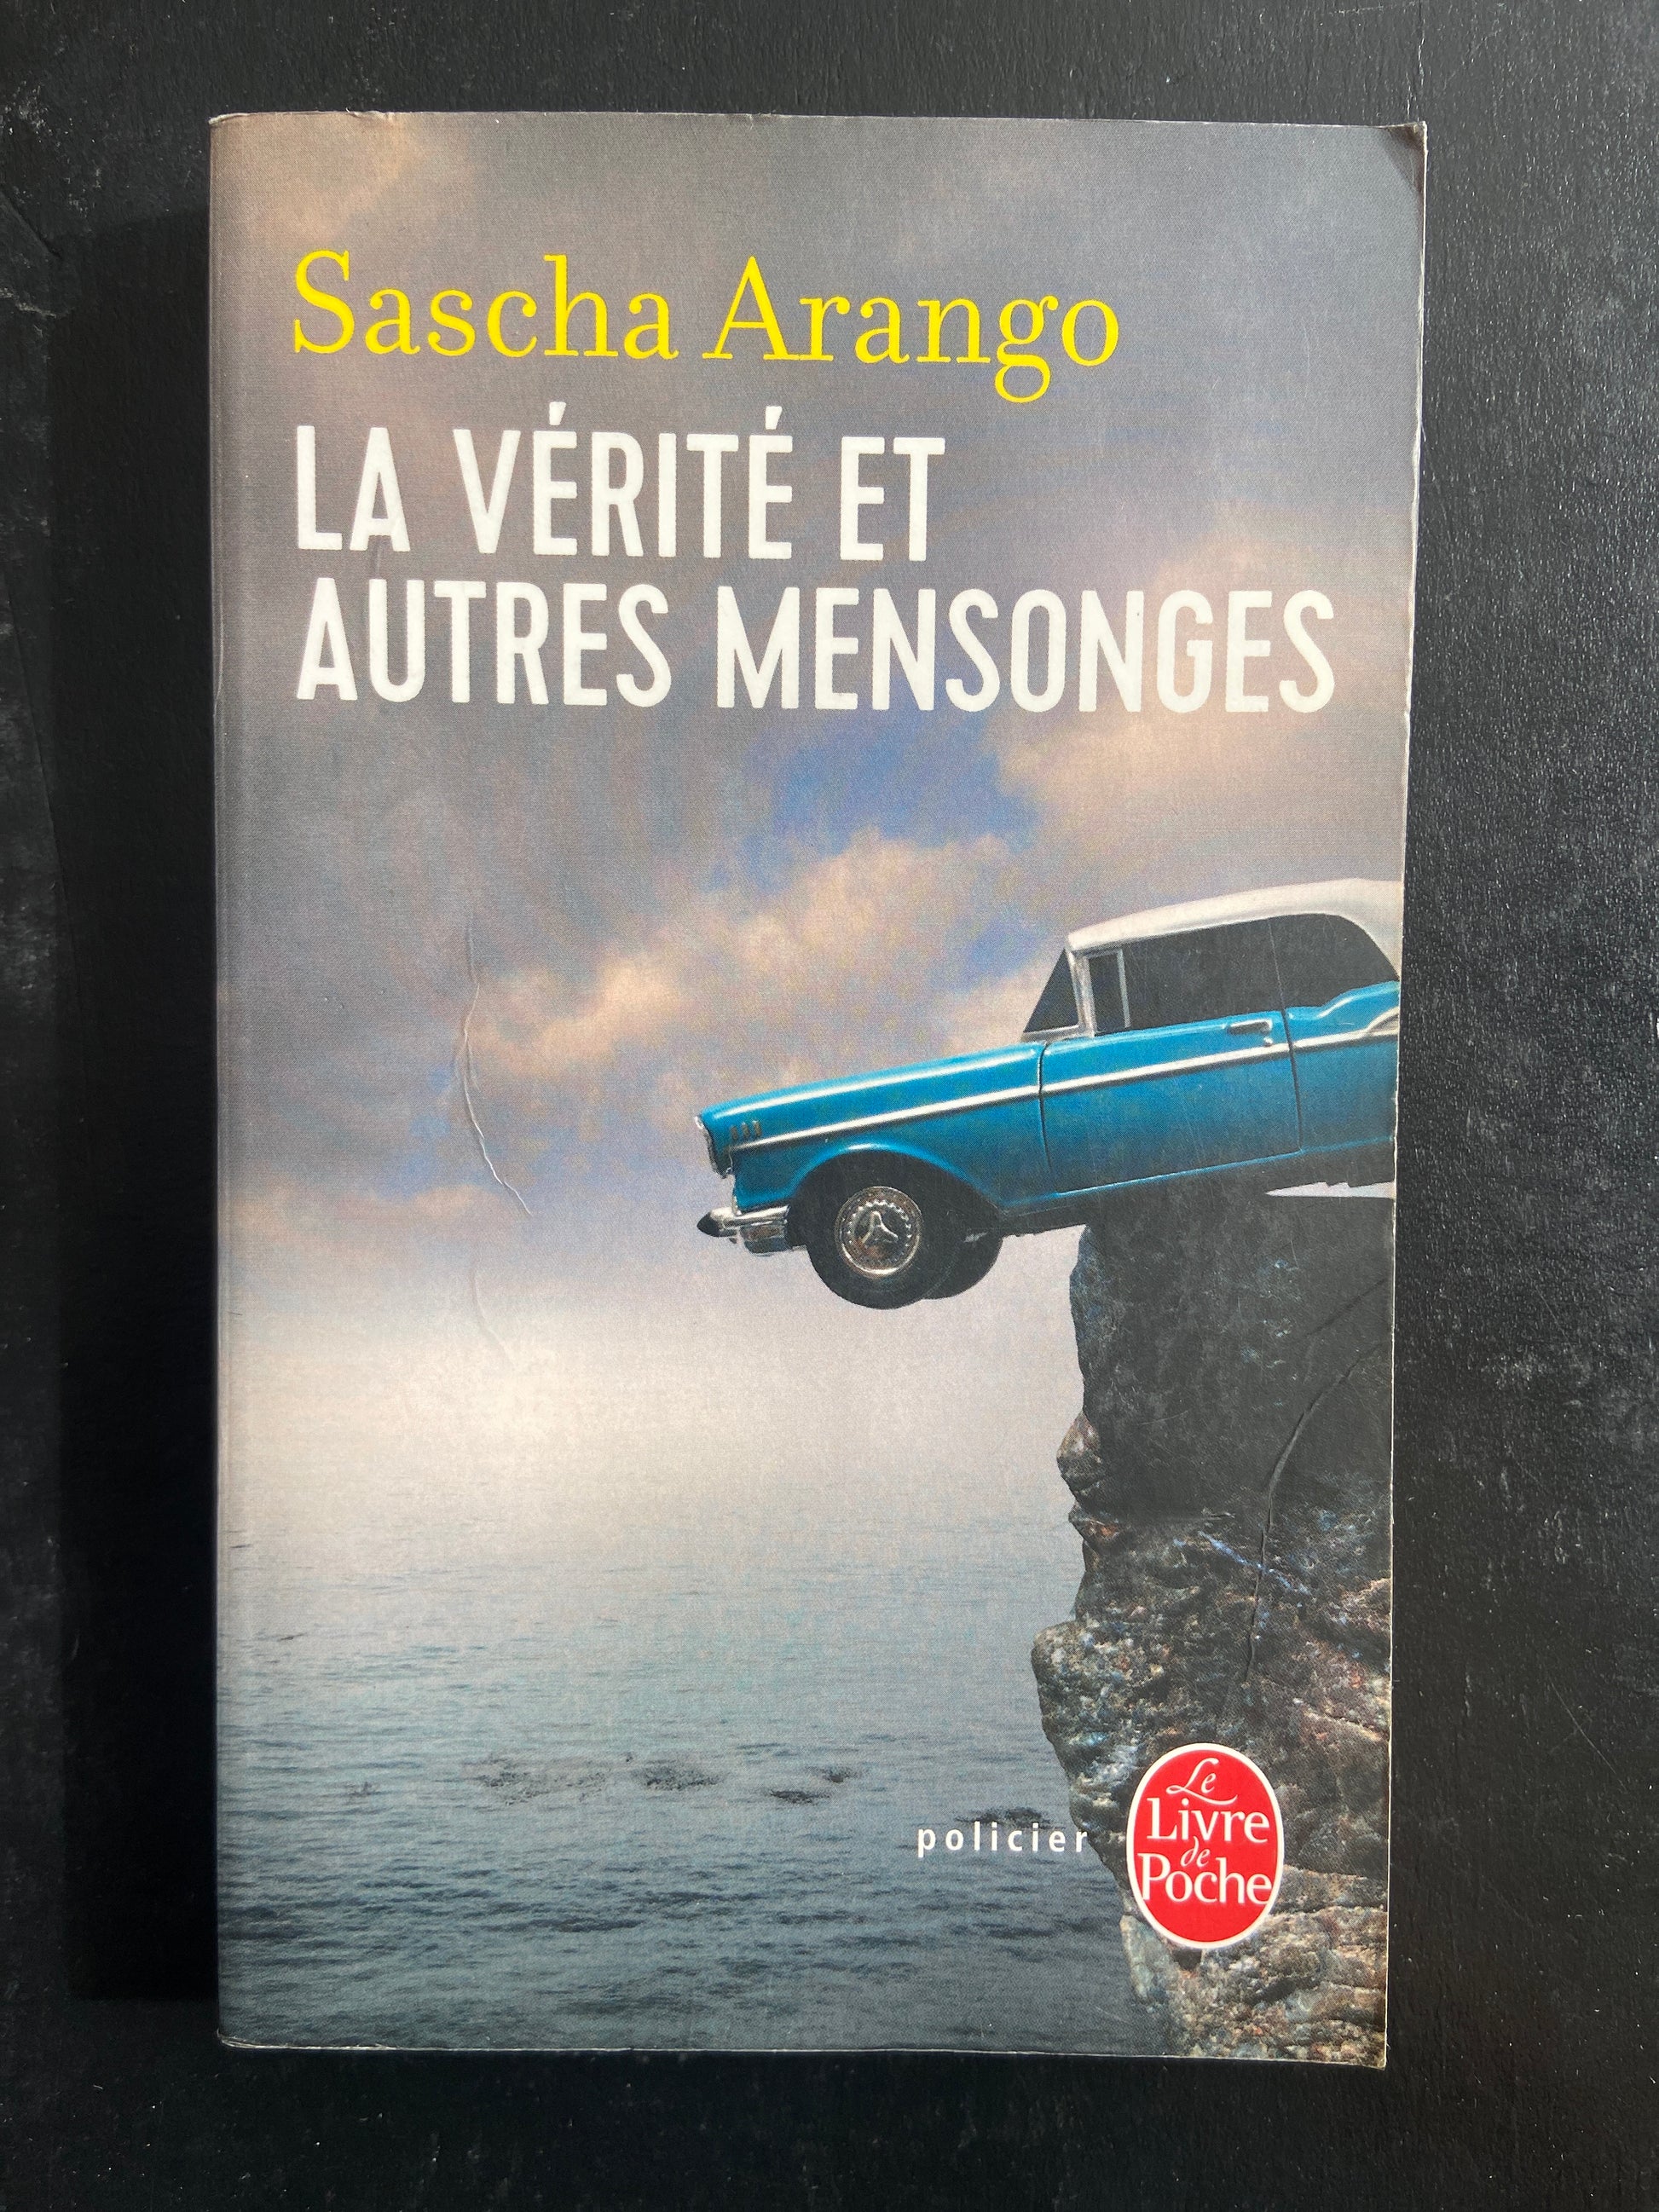 Sascha Arango
LA VÉRITÉ ET
AUTRES MENSONGES
policier
Le
Livre
de
Poche